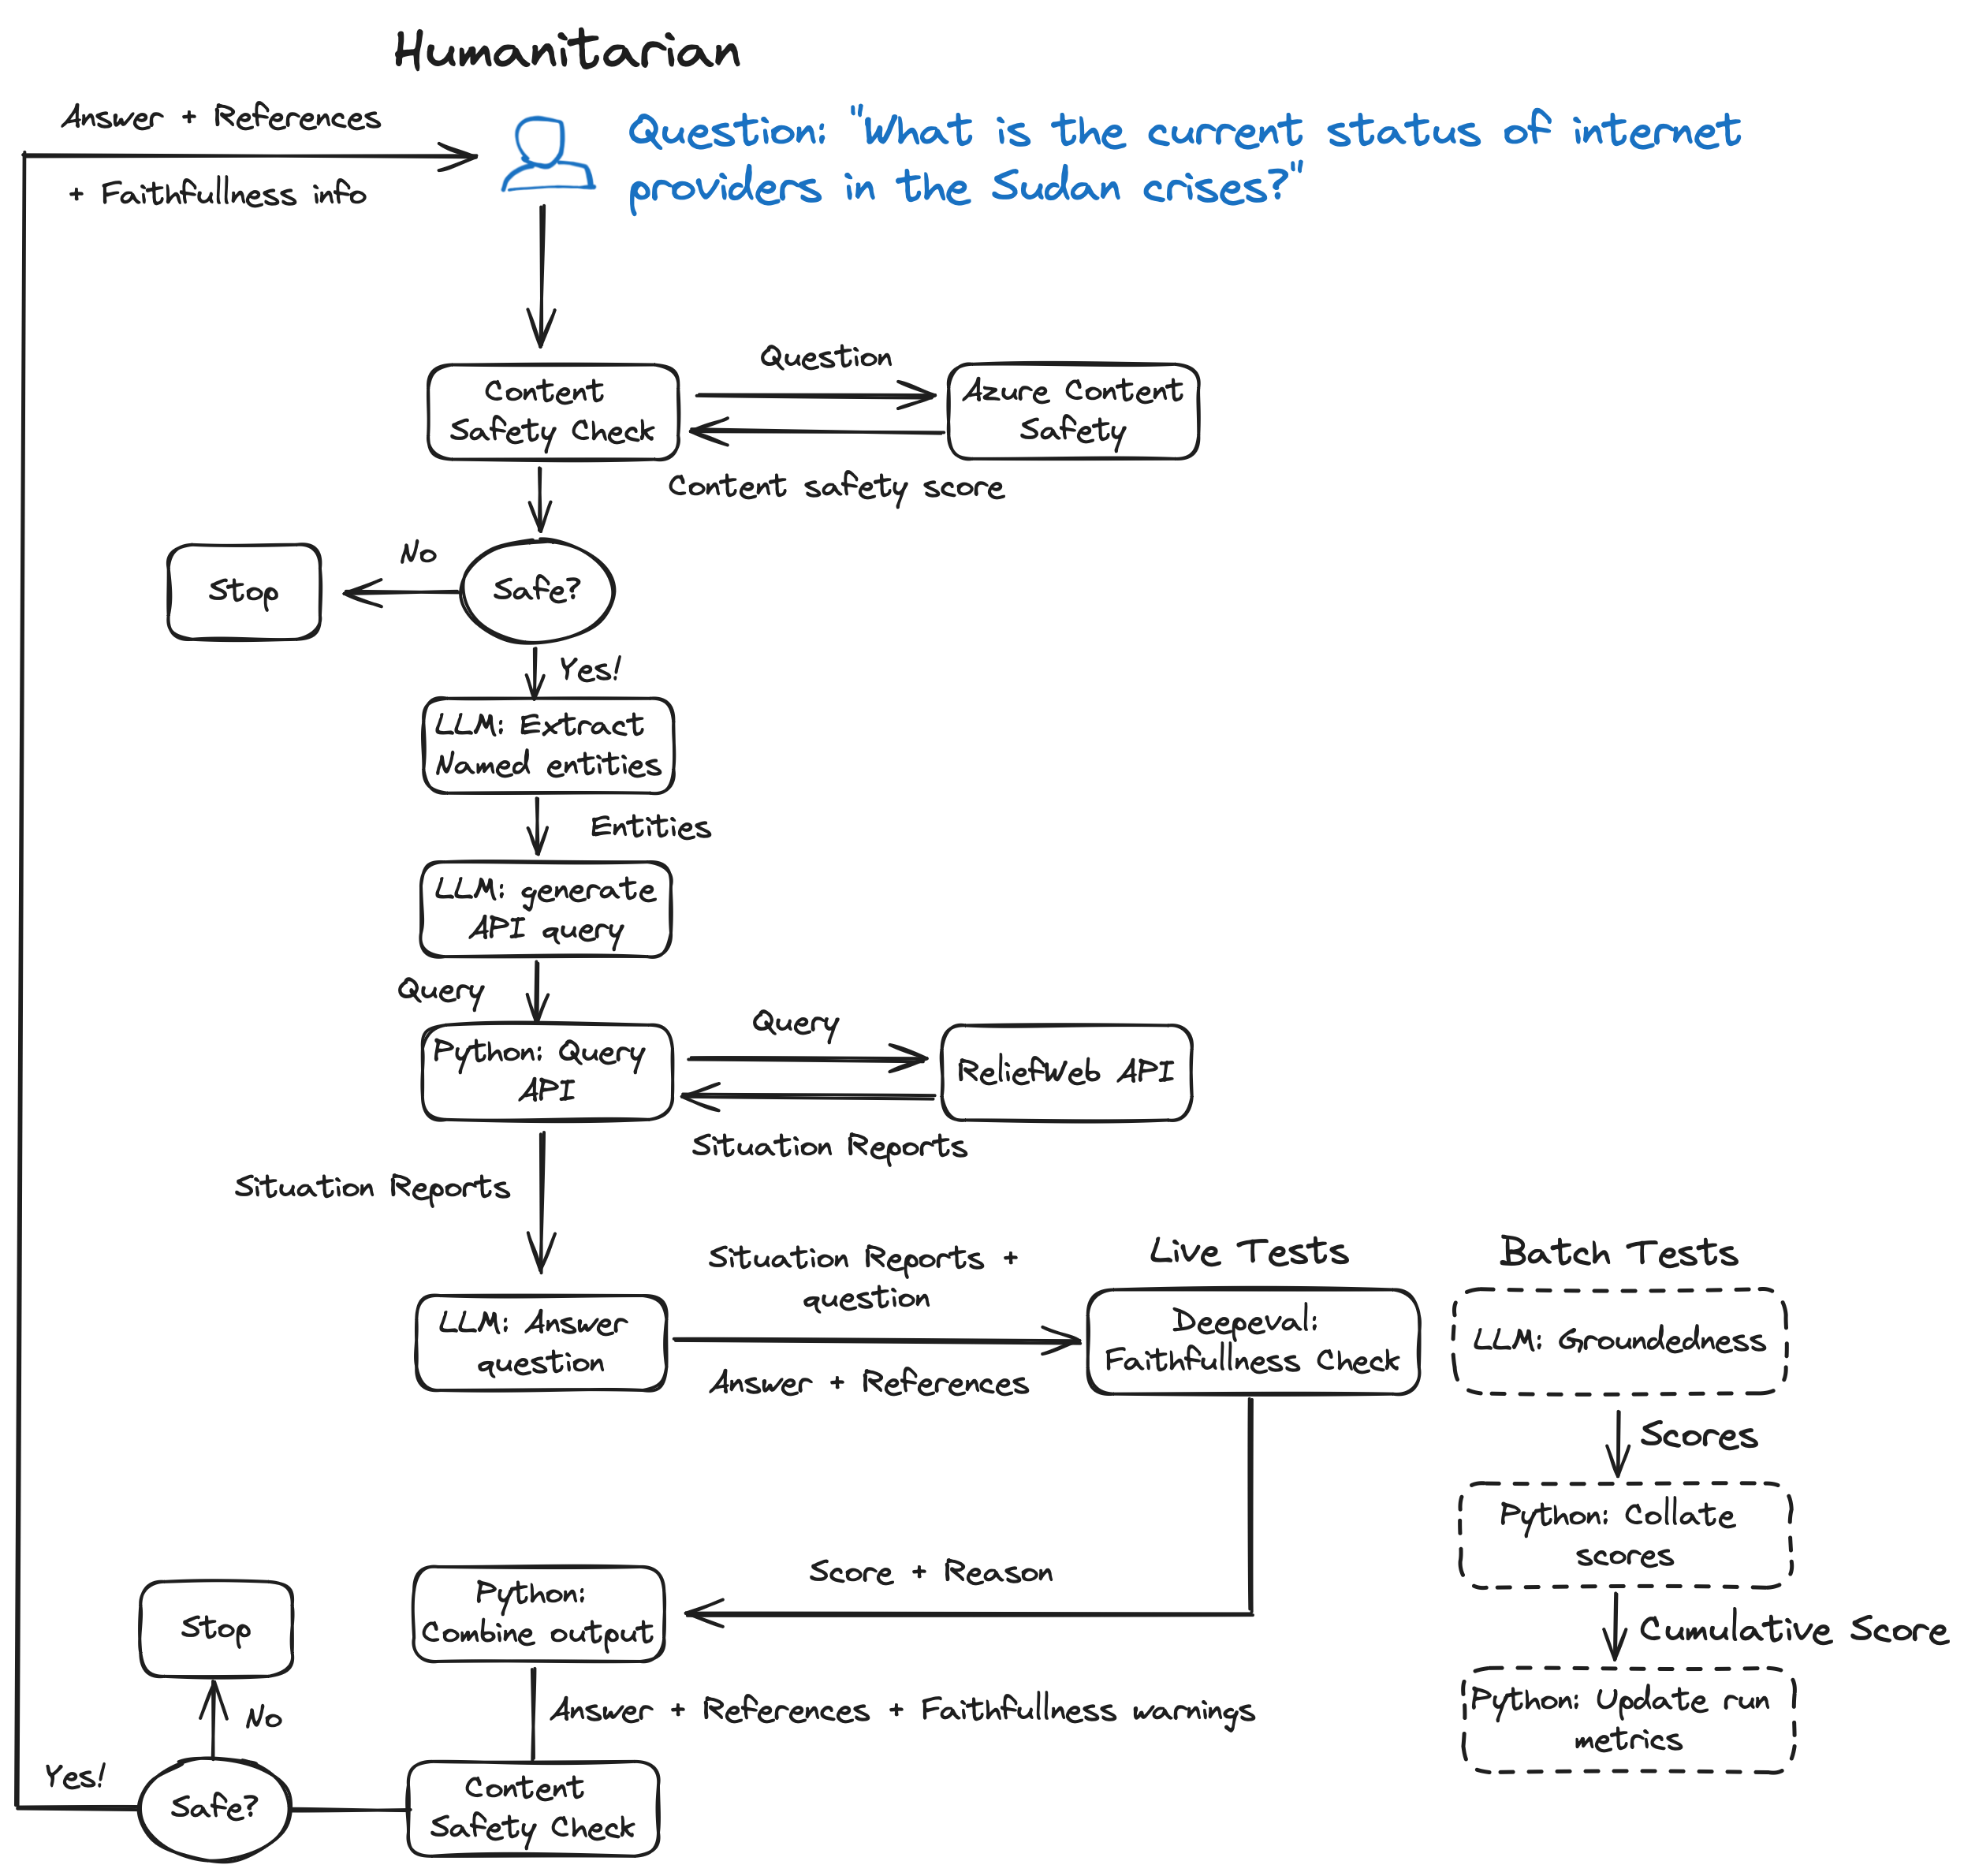 Humanitarian
Answer + References
+ Faithfullness info
Question: "What is the current status of internet
providers in the Sudan crises?"
Content
Safety Check
Question
Azure Content
Safety
Content safety score
Stop
No
Safe?
Yes!
LLM: Extract
Named entities
Entities
LLM: generate
API query
Query
Python: Query
API
Query
ReliefWeb API
Situation Reports
Situation Reports
LLM: Answer
question
Situation Reports +
question
Answer + References
Live Tests
Deepeval:
Faithfullness Check
Batch Tests
LLM: Groundedness
Scores
Python: Collate
scores
Cumulative Score
Python: Update run
metrics
Score + Reason
Python:
Combine output
Answer + References + Faithfullness warnings
Content
Safety Check
Safe?
No
Stop
Yes!